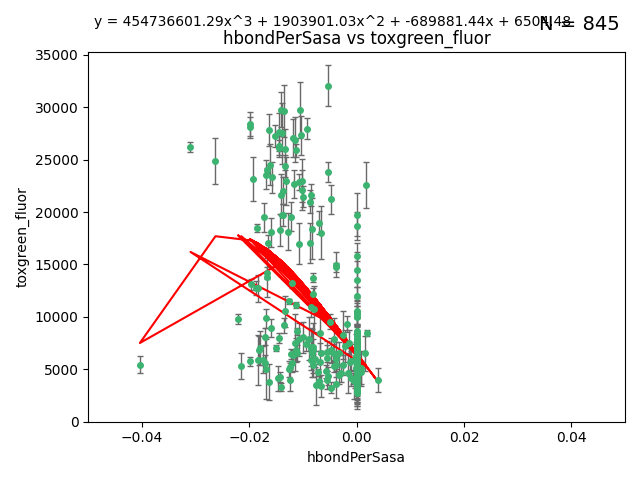 y = 454736601.29x^3 + 1903901.03x^2 + -689881.44x + 
N = 845
hbondPerSasa vs toxgreen_fluor
35000
30000
25000
20000
15000
10000
5000
0
toxgreen_fluor
−0.04
−0.02
0.00
0.02
0.04
hbondPerSasa